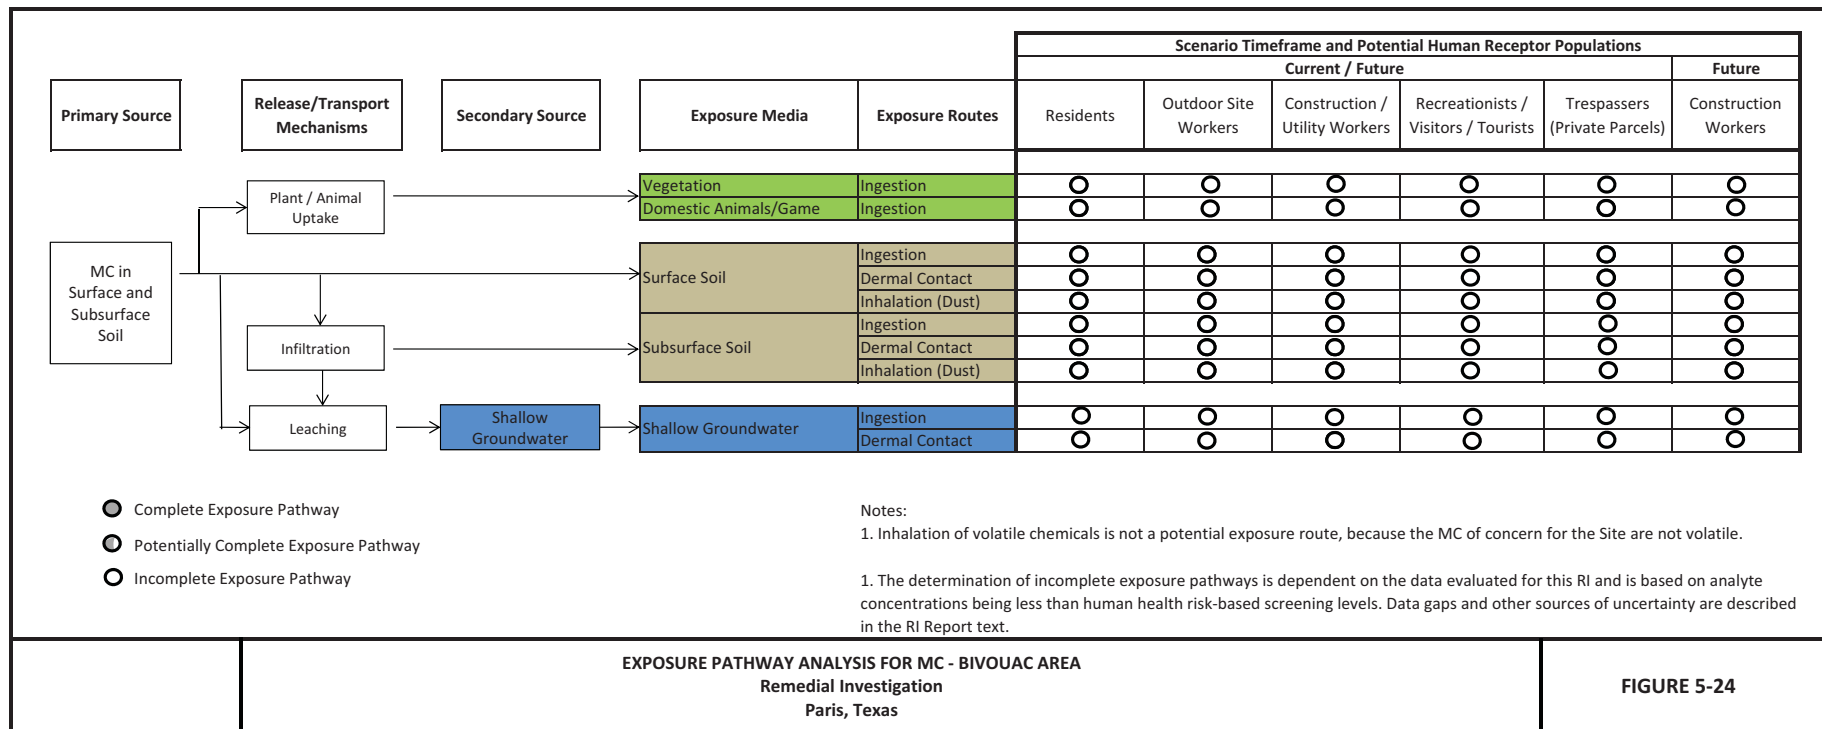 Scenario Timeframe and Potential Human Receptor Populations
Current / Future
Future
Primary Source
Release/Transport
Mechanisms
Secondary Source
Exposure Media
Exposure Routes
Residents
Outdoor Site
Workers
Construction /
Utility Workers
Recreationists /
Visitors / Tourists
Trespassers
(Private Parcels)
Construction
Workers
Plant / Animal
Uptake
Vegetation
Ingestion
Domestic Animals/Game
Ingestion
MC in
Surface and
Subsurface
Soil
Surface Soil
Ingestion
Dermal Contact
Inhalation (Dust)
Infiltration
Subsurface Soil
Ingestion
Dermal Contact
Inhalation (Dust)
Leaching
Shallow
Groundwater
Shallow Groundwater
Ingestion
Dermal Contact
Complete Exposure Pathway
Potentially Complete Exposure Pathway
Incomplete Exposure Pathway
Notes:
1. Inhalation of volatile chemicals is not a potential exposure route, because the MC of concern for the Site are not volatile.
1. The determination of incomplete exposure pathways is dependent on the data evaluated for this RI and is based on analyte
concentrations being less than human health risk-based screening levels. Data gaps and other sources of uncertainty are described
in the RI Report text.
EXPOSURE PATHWAY ANALYSIS FOR MC - BIVOUAC AREA
Remedial Investigation
Paris, Texas
FIGURE 5-24